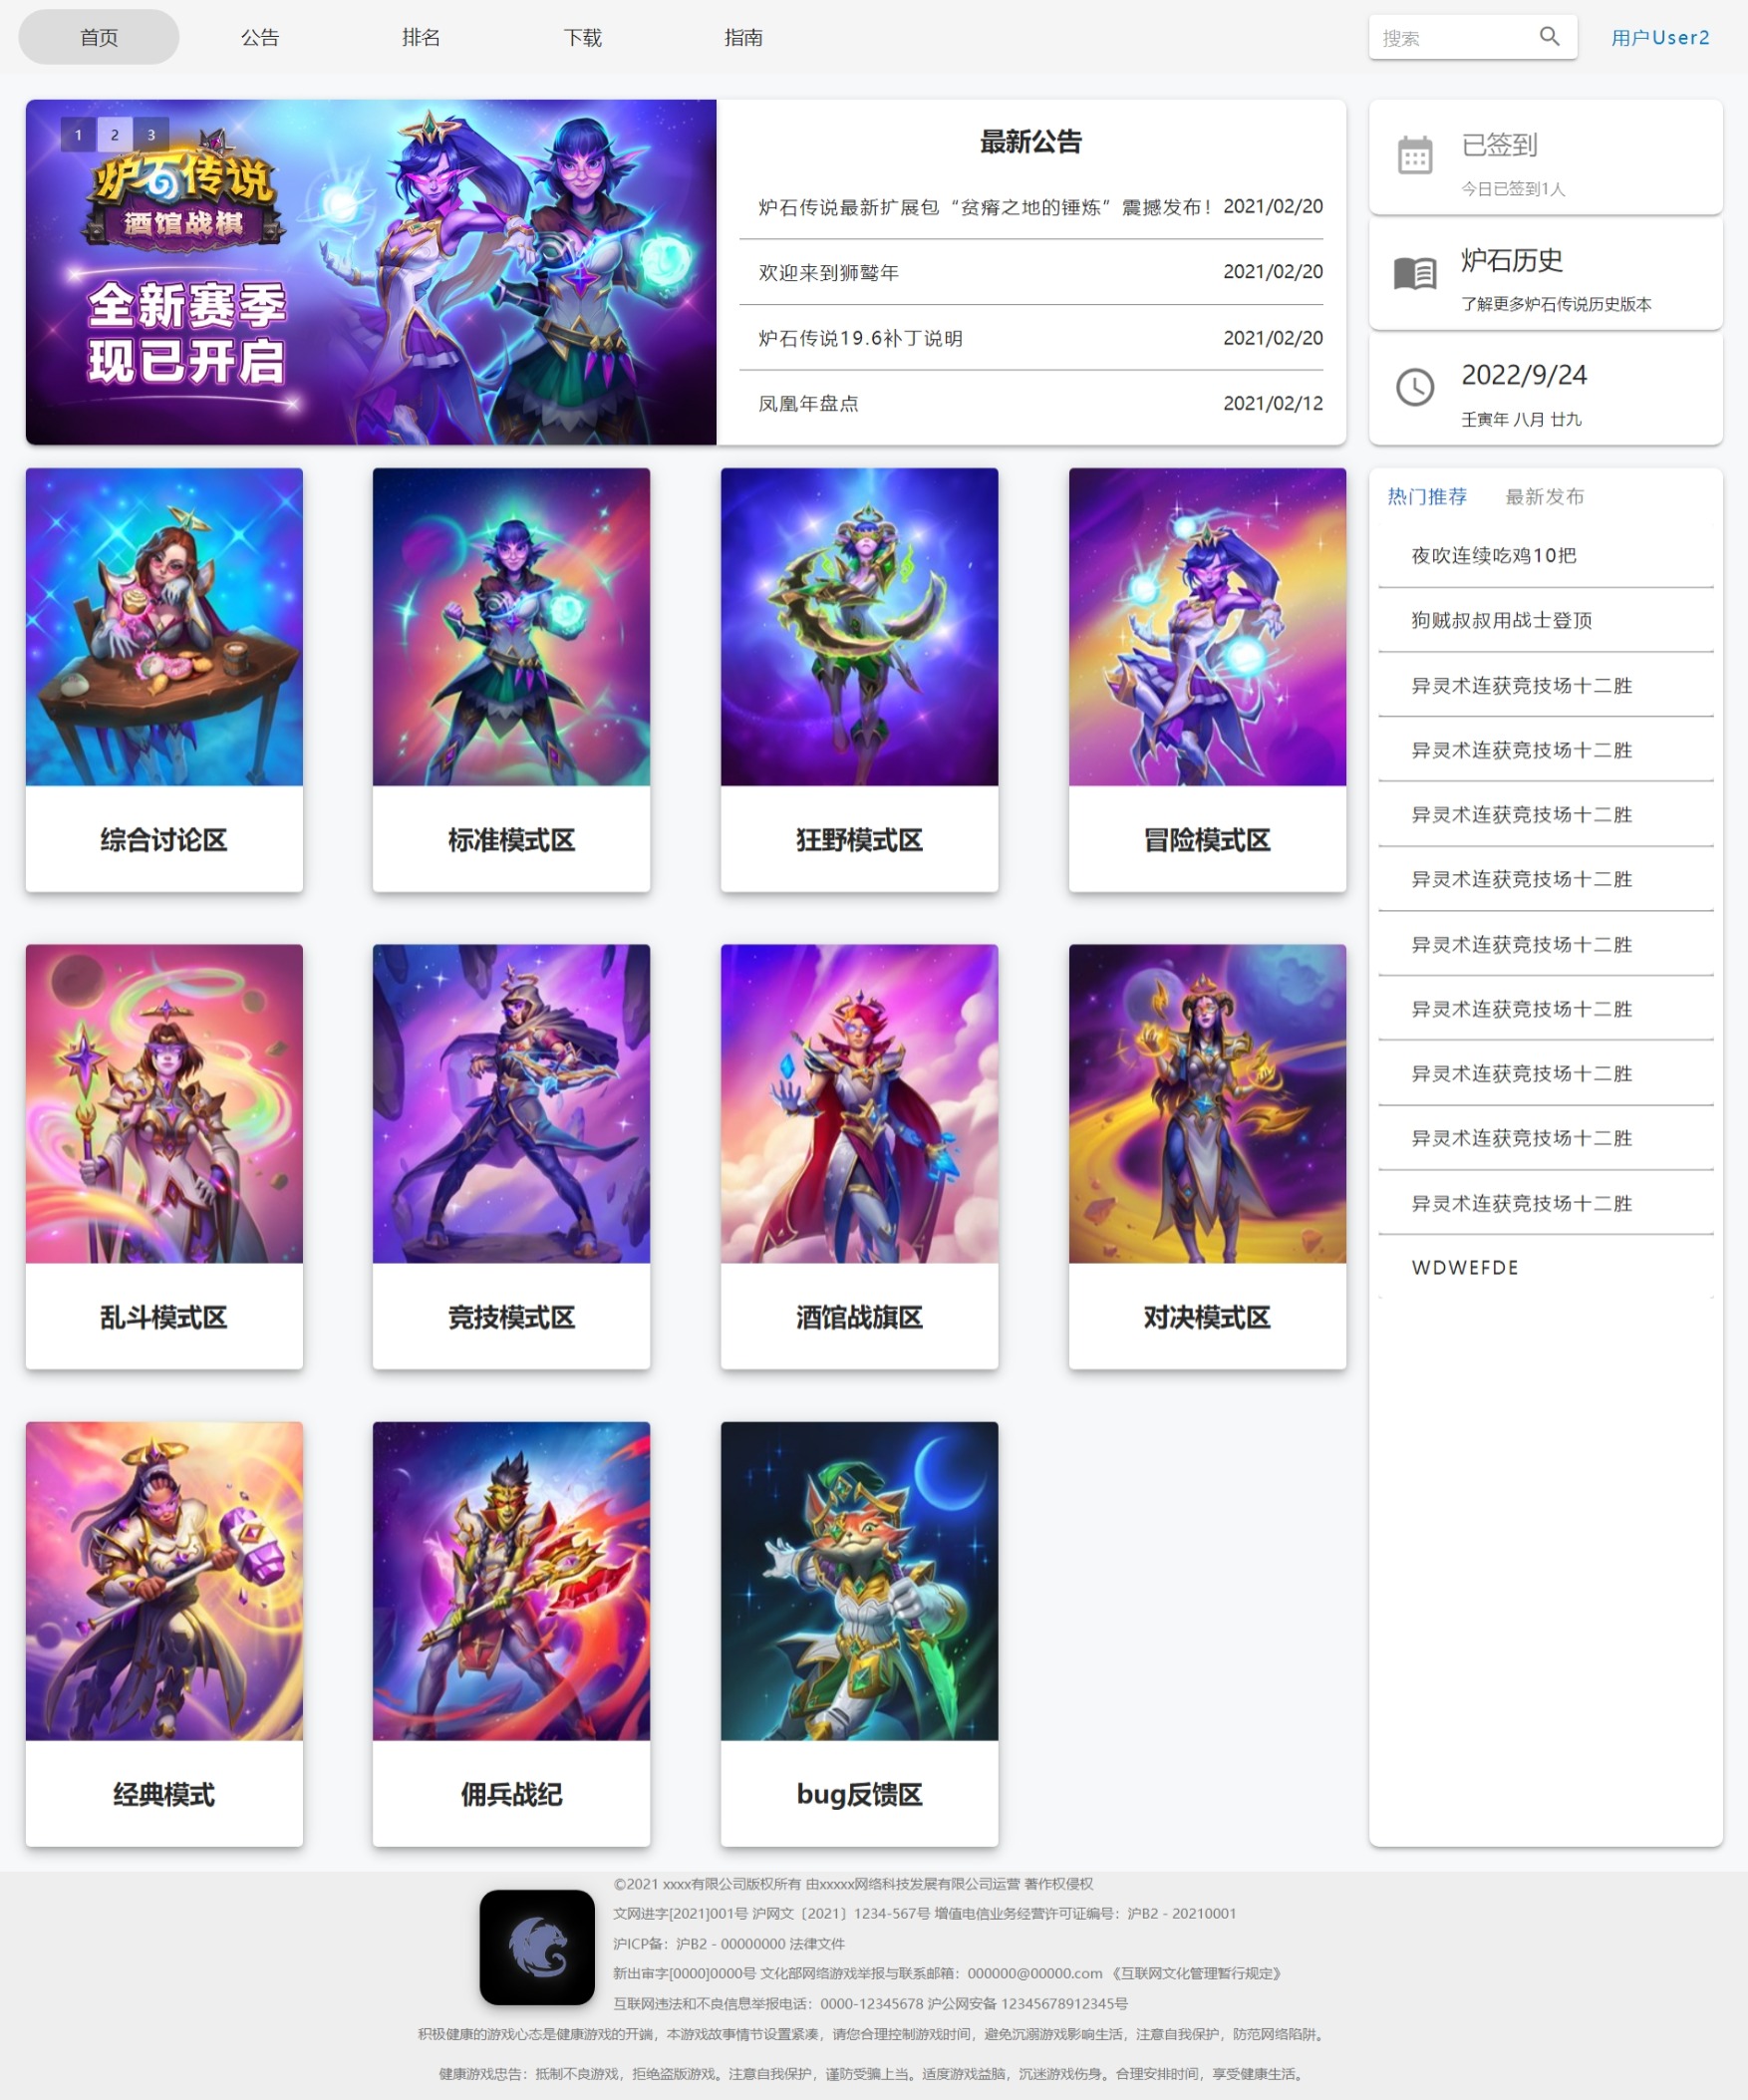 首页
公告
排名
下载
指南
搜索
用户User2
1 2 3
炉石传说
酒馆战棋
全新赛季
现已开启
最新公告
炉石传说最新扩展包“贫瘠之地的锤炼”震撼发布！ 2021/02/20
欢迎来到狮鹫年 2021/02/20
炉石传说19.6补丁说明 2021/02/20
凤凰年盘点 2021/02/12
已签到
今日已签到1人
炉石历史
了解更多炉石传说历史版本
2022/9/24
壬寅年 八月 廿九
综合讨论区
标准模式区
狂野模式区
冒险模式区
乱斗模式区
竞技模式区
酒馆战旗区
对决模式区
经典模式
佣兵战纪
bug反馈区
热门推荐 最新发布
夜吹连续吃鸡10把
狗贼叔叔用战士登顶
异灵术连获竞技场十二胜
异灵术连获竞技场十二胜
异灵术连获竞技场十二胜
异灵术连获竞技场十二胜
异灵术连获竞技场十二胜
异灵术连获竞技场十二胜
异灵术连获竞技场十二胜
异灵术连获竞技场十二胜
异灵术连获竞技场十二胜
WDWEFDE
©2021 xxxx有限公司版权所有 由xxxxx网络科技发展有限公司运营 著作权侵权
文网进字[2021]001号 沪网文〔2021〕1234-567号 增值电信业务经营许可证编号：沪B2 - 20210001
沪ICP备：沪B2 - 00000000 法律文件
新出审字[0000]0000号 文化部网络游戏举报与联系邮箱：000000@00000.com 《互联网文化管理暂行规定》
互联网违法和不良信息举报电话：0000-12345678 沪公网安备 12345678912345号
积极健康的游戏心态是健康游戏的开端，本游戏故事情节设置紧凑，请您合理控制游戏时间，避免沉溺游戏影响生活，注意自我保护，防范网络陷阱。
健康游戏忠告：抵制不良游戏，拒绝盗版游戏。注意自我保护，谨防受骗上当。适度游戏益脑，沉迷游戏伤身。合理安排时间，享受健康生活。